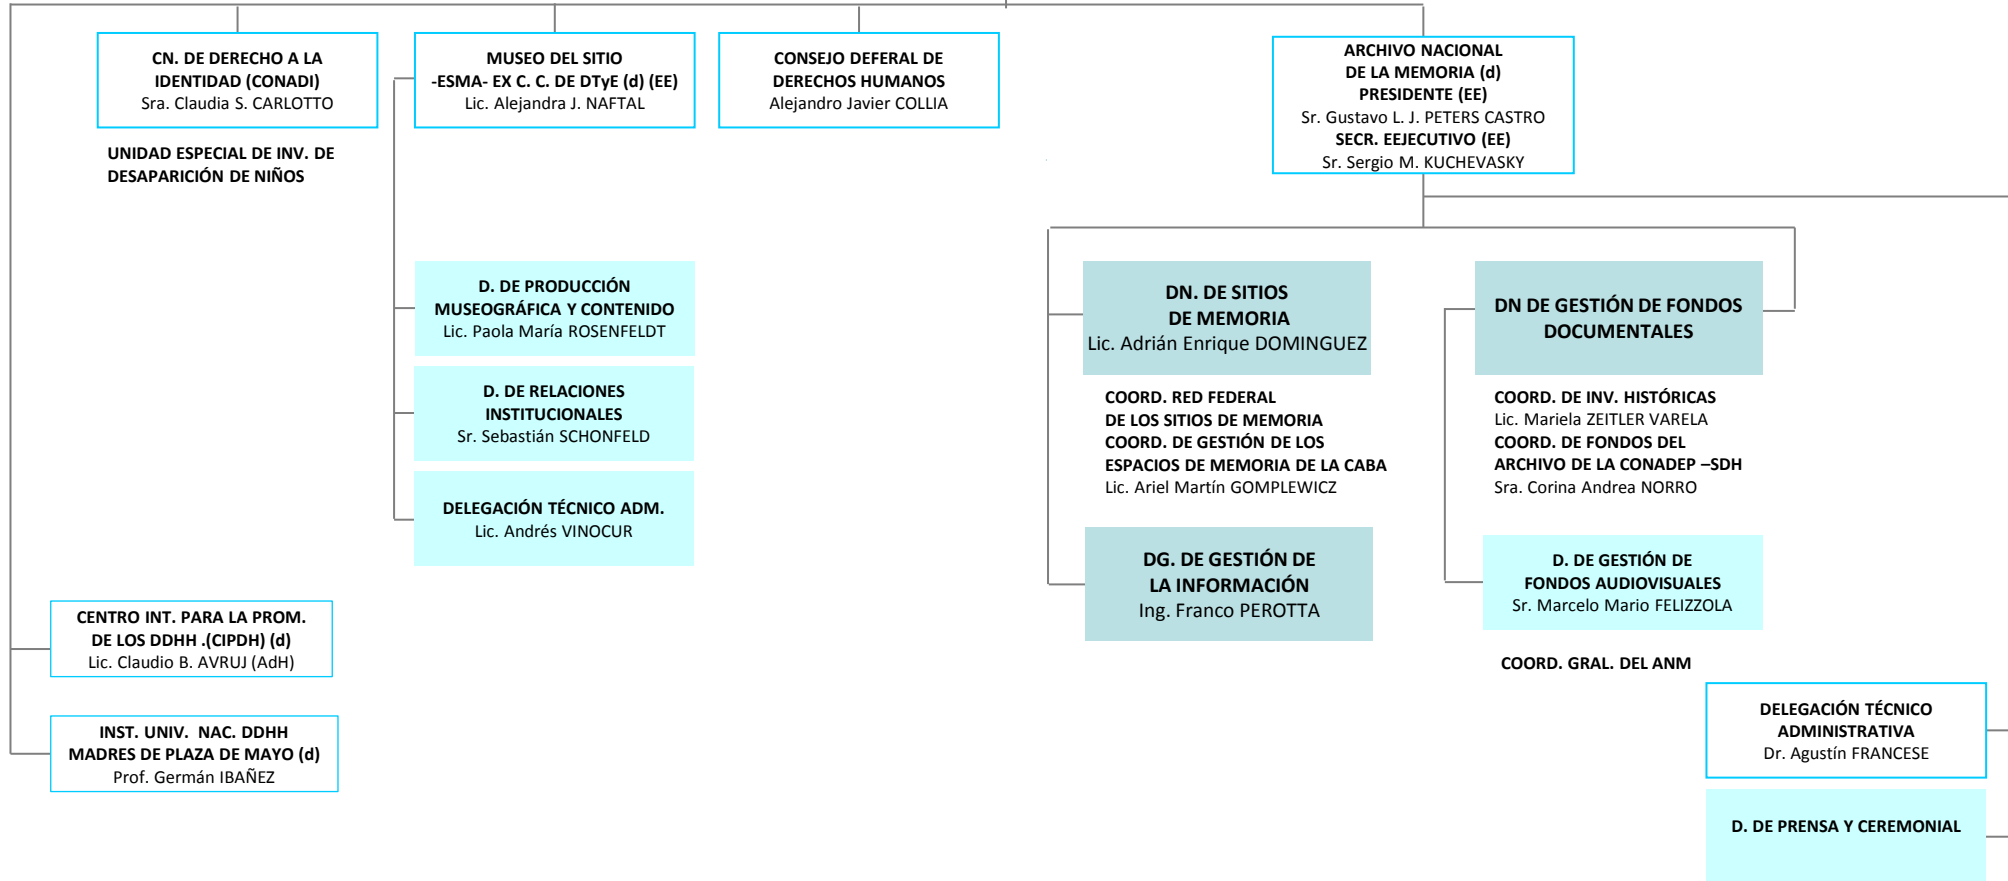 CN. DE DERECHO A LA
IDENTIDAD (CONADI)
Sra. Claudia S. CARLOTTO
UNIDAD ESPECIAL DE INV. DE
DESAPARICIÓN DE NIÑOS
MUSEO DEL SITIO
-ESMA- EX C. C. DE DTyE (d) (EE)
Lic. Alejandra J. NAFTAL
CONSEJO DEFERAL DE
DERECHOS HUMANOS
Alejandro Javier COLLIA
ARCHIVO NACIONAL
DE LA MEMORIA (d)
PRESIDENTE (EE)
Sr. Gustavo L. J. PETERS CASTRO
SECR. EEJECUTIVO (EE)
Sr. Sergio M. KUCHEVASKY
D. DE PRODUCCIÓN
MUSEOGRÁFICA Y CONTENIDO
Lic. Paola María ROSENFELDT
D. DE RELACIONES
INSTITUCIONALES
Sr. Sebastián SCHONFELD
DELEGACIÓN TÉCNICO ADM.
Lic. Andrés VINOCUR
DN. DE SITIOS
DE MEMORIA
Lic. Adrián Enrique DOMINGUEZ
COORD. RED FEDERAL
DE LOS SITIOS DE MEMORIA
COORD. DE GESTIÓN DE LOS
ESPACIOS DE MEMORIA DE LA CABA
Lic. Ariel Martín GOMPLEWICZ
DG. DE GESTIÓN DE
LA INFORMACIÓN
Ing. Franco PEROTTA
DN DE GESTIÓN DE FONDOS
DOCUMENTALES
COORD. DE INV. HISTÓRICAS
Lic. Mariela ZEITLER VARELA
COORD. DE FONDOS DEL
ARCHIVO DE LA CONADEP –SDH
Sra. Corina Andrea NORRO
D. DE GESTIÓN DE
FONDOS AUDIOVISUALES
Sr. Marcelo Mario FELIZZOLA
COORD. GRAL. DEL ANM
CENTRO INT. PARA LA PROM.
DE LOS DDHH .(CIPDH) (d)
Lic. Claudio B. AVRUJ (AdH)
INST. UNIV. NAC. DDHH
MADRES DE PLAZA DE MAYO (d)
Prof. Germán IBAÑEZ
DELEGACIÓN TÉCNICO
ADMINISTRATIVA
Dr. Agustín FRANCESE
D. DE PRENSA Y CEREMONIAL